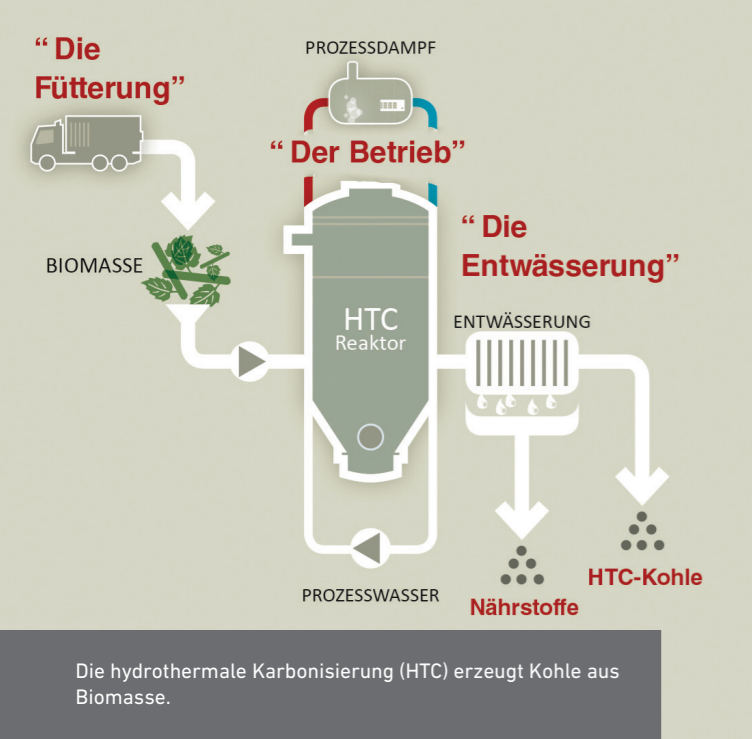 “ Die
Fütterung”
PROZESSDAMPF
“ Der Betrieb”
“ Die
Entwässerung”
BIOMASSE
HTC
Reaktor
ENTWÄSSERUNG
PROZESSWASSER
Nährstoffe
HTC-Kohle
Die hydrothermale Karbonisierung (HTC) erzeugt Kohle aus
Biomasse.